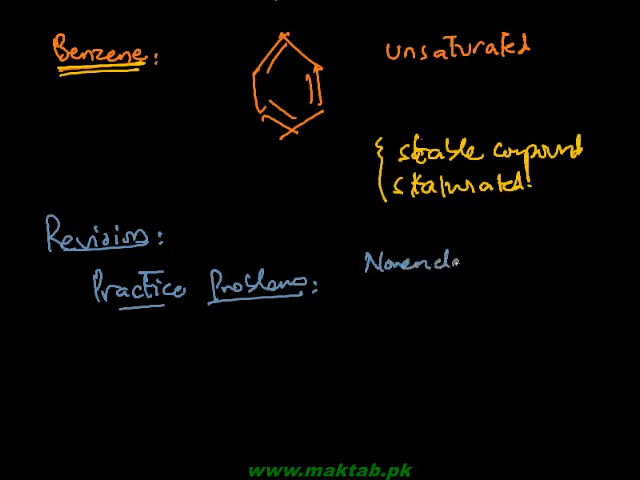 Benzene:
unsaturated
stable compound
saturated!
Revision:
Practice Problems:
Nomencl
www.maktab.pk